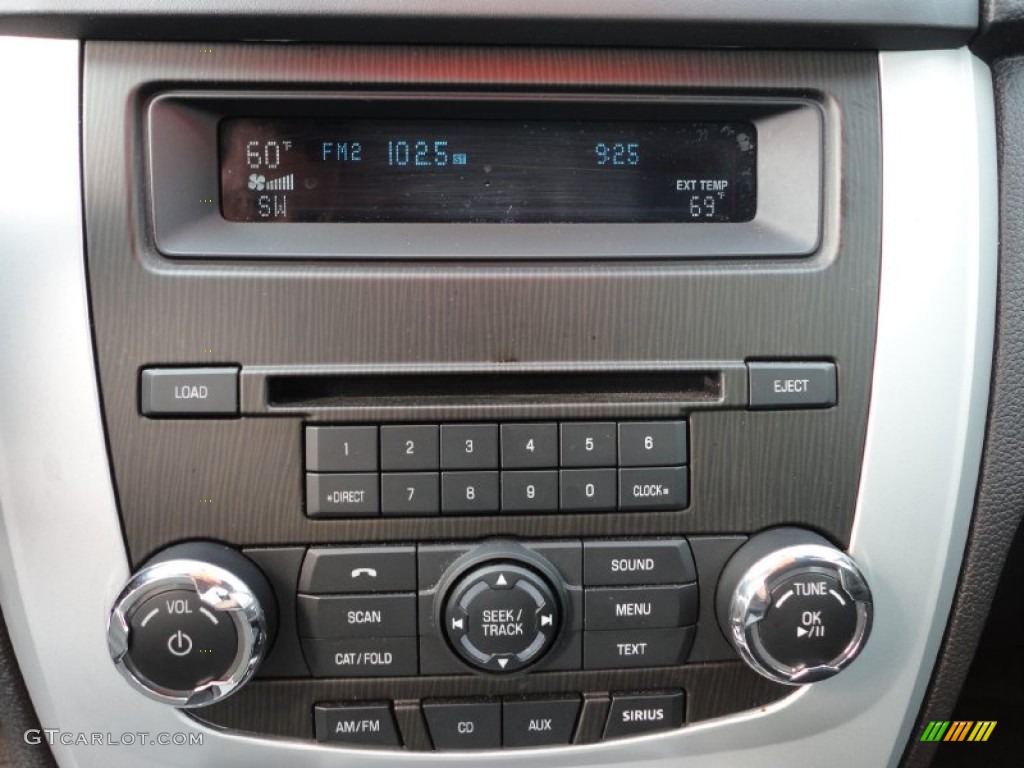 60°F FM2 102.5 ST 9:25
EXT TEMP
SW 69°F
LOAD EJECT
1 2 3 4 5 6
*DIRECT 7 8 9 0 CLOCK
SOUND
VOL SCAN SEEK/ MENU TUNE
TRACK OK
CAT/FOLD TEXT
AM/FM CD AUX SIRIUS
GTCARLOT.COM